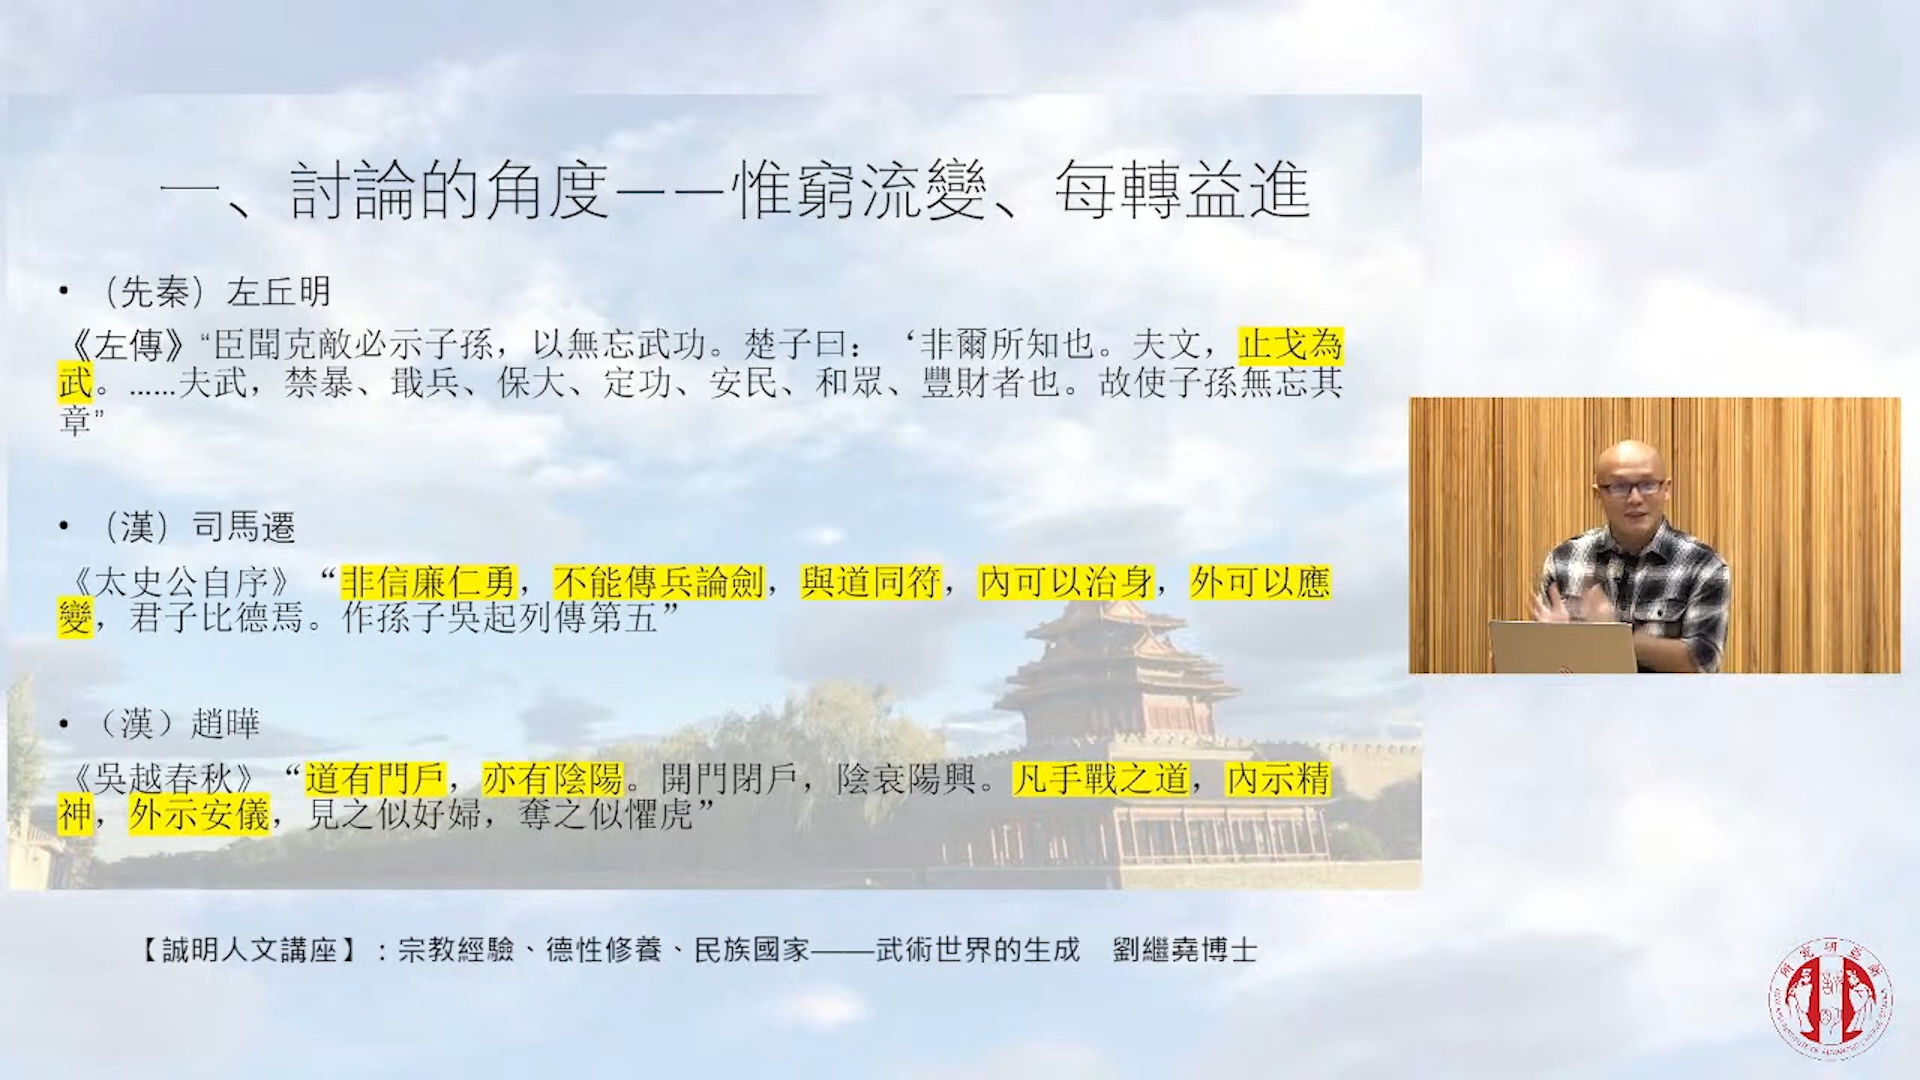 一、討論的角度——惟窮流變、每轉益進
•（先秦）左丘明
《左傳》“臣聞克敵必示子孫，以無忘武功。楚子曰：‘非爾所知也。夫文，止戈為
武。……夫武，禁暴、戢兵、保大、定功、安民、和眾、豐財者也。故使子孫無忘其
章”
•（漢）司馬遷
《太史公自序》“非信廉仁勇，不能傳兵論劍，與道同符，內可以治身，外可以應
變，君子比德焉。作孫子吳起列傳第五”
•（漢）趙曄
《吳越春秋》“道有門戶，亦有陰陽。開門閉戶，陰衰陽興。凡手戰之道，內示精
神，外示安儀，見之似好婦，奪之似懼虎”
【誠明人文講座】：宗教經驗、德性修養、民族國家——武術世界的生成　劉繼堯博士
所究研亞新